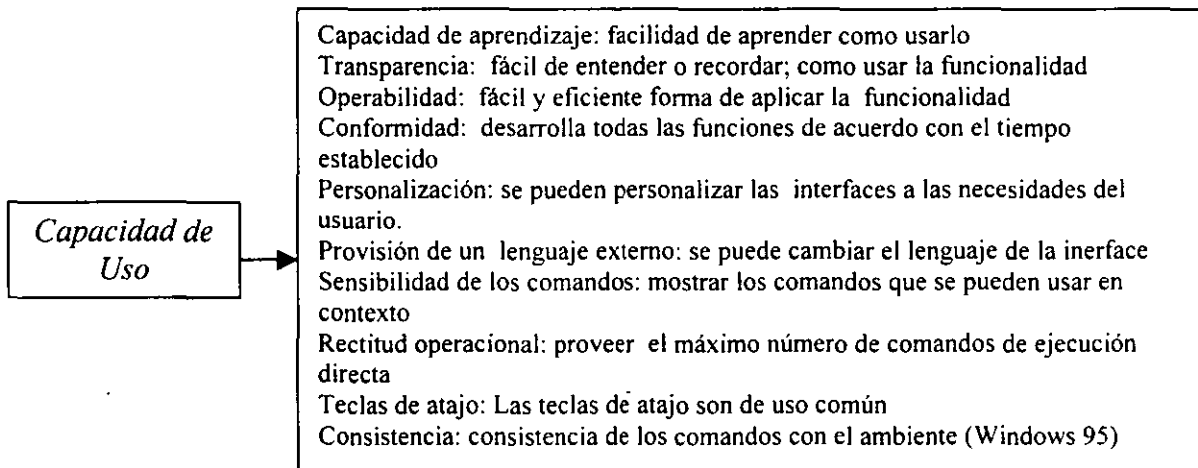 Capacidad de aprendizaje: facilidad de aprender como usarlo
Transparencia: fácil de entender o recordar; como usar la funcionalidad
Operabilidad: fácil y eficiente forma de aplicar la funcionalidad
Conformidad: desarrolla todas las funciones de acuerdo con el tiempo
establecido
Personalización: se pueden personalizar las interfaces a las necesidades del
usuario.
Capacidad de
Uso
Provisión de un lenguaje externo: se puede cambiar el lenguaje de la inerface
Sensibilidad de los comandos: mostrar los comandos que se pueden usar en
contexto
Rectitud operacional: proveer el máximo número de comandos de ejecución
directa
Teclas de atajo: Las teclas de atajo son de uso común
Consistencia: consistencia de los comandos con el ambiente (Windows 95)